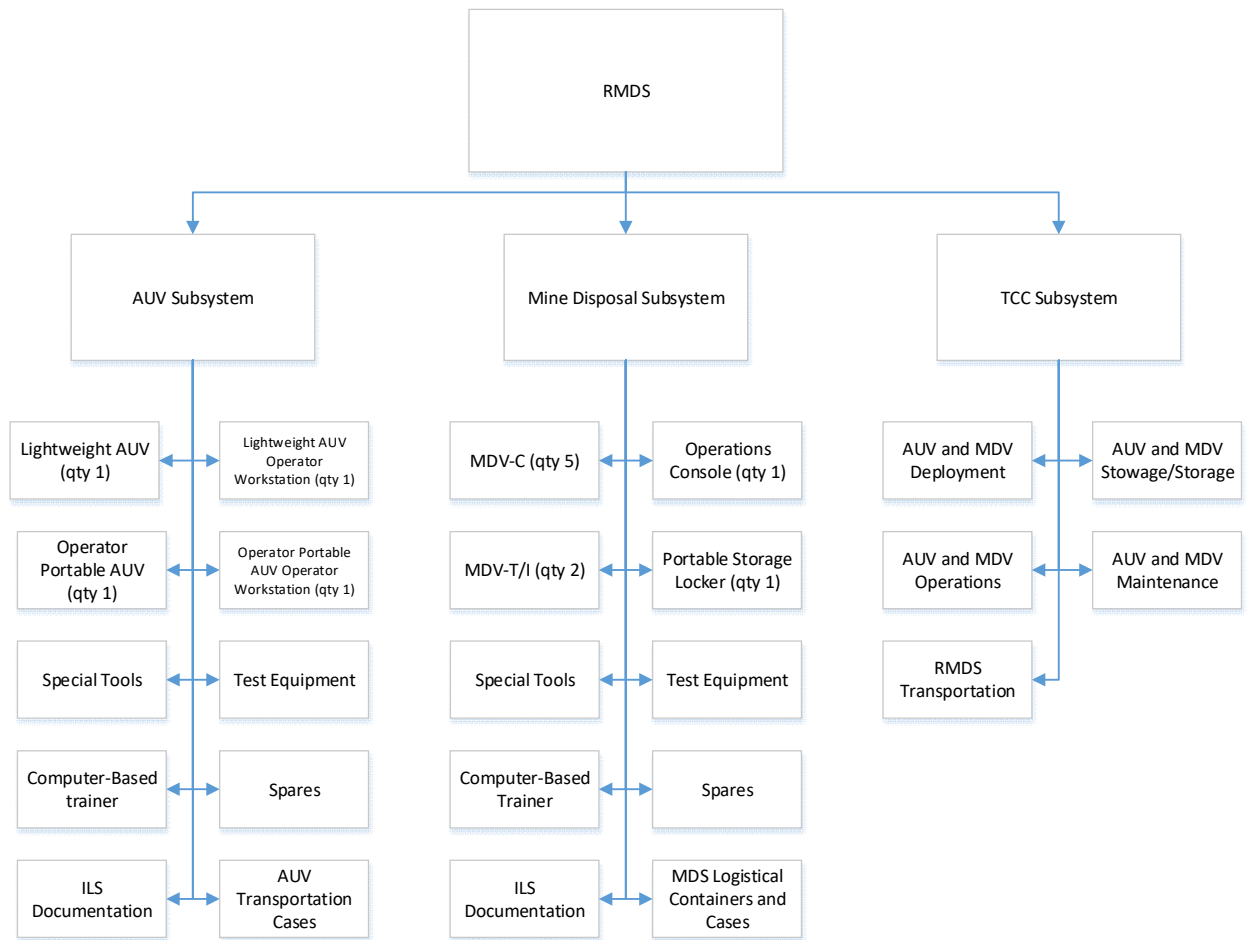 RMDS
AUV Subsystem
Mine Disposal Subsystem
TCC Subsystem
Lightweight AUV
(qty 1)
Lightweight AUV
Operator
Workstation (qty 1)
Operator
Portable AUV
(qty 1)
Operator Portable
AUV Operator
Workstation (qty 1)
Special Tools
Test Equipment
Computer-Based
trainer
Spares
ILS
Documentation
AUV
Transportation
Cases
MDV-C (qty 5)
Operations
Console (qty 1)
MDV-T/I (qty 2)
Portable Storage
Locker (qty 1)
Special Tools
Test Equipment
Computer-Based
Trainer
Spares
ILS
Documentation
MDS Logistical
Containers and
Cases
AUV and MDV
Deployment
AUV and MDV
Stowage/Storage
AUV and MDV
Operations
AUV and MDV
Maintenance
RMDS
Transportation